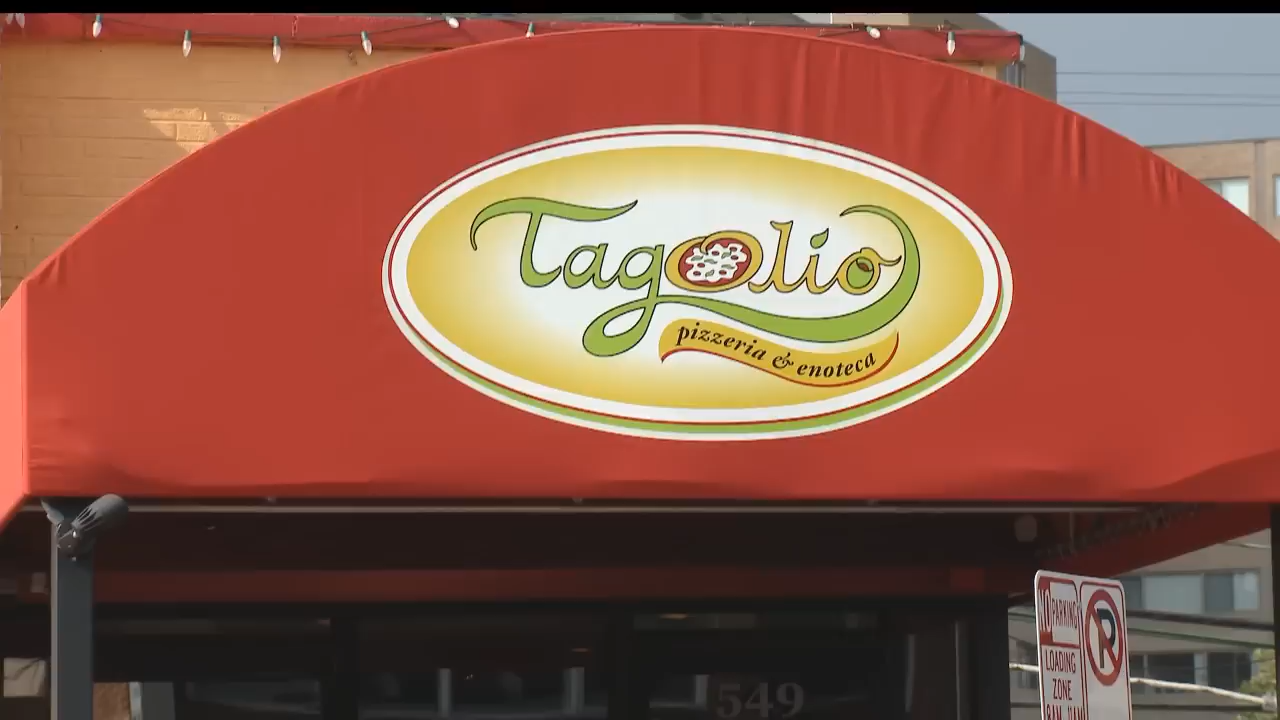 Tagolio
pizzeria & enoteca
549
NO PARKING
LOADING
ZONE